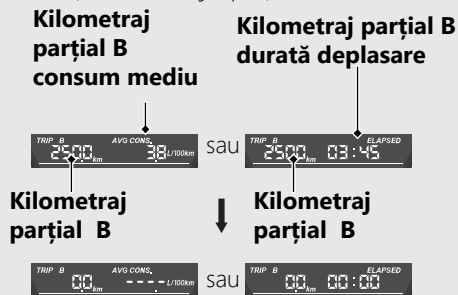 Kilometraj
parțial B
consum mediu
Kilometraj parțial B
durată deplasare
TRIP B 250.0 km AVG CONS. 3.8 L/100km
sau
TRIP B 250.0 km ELAPSED 03:45
Kilometraj
parțial B
Kilometraj
parțial B
TRIP B 0.0 km AVG CONS. ---- L/100km
sau
TRIP B 0.0 km ELAPSED 00:00